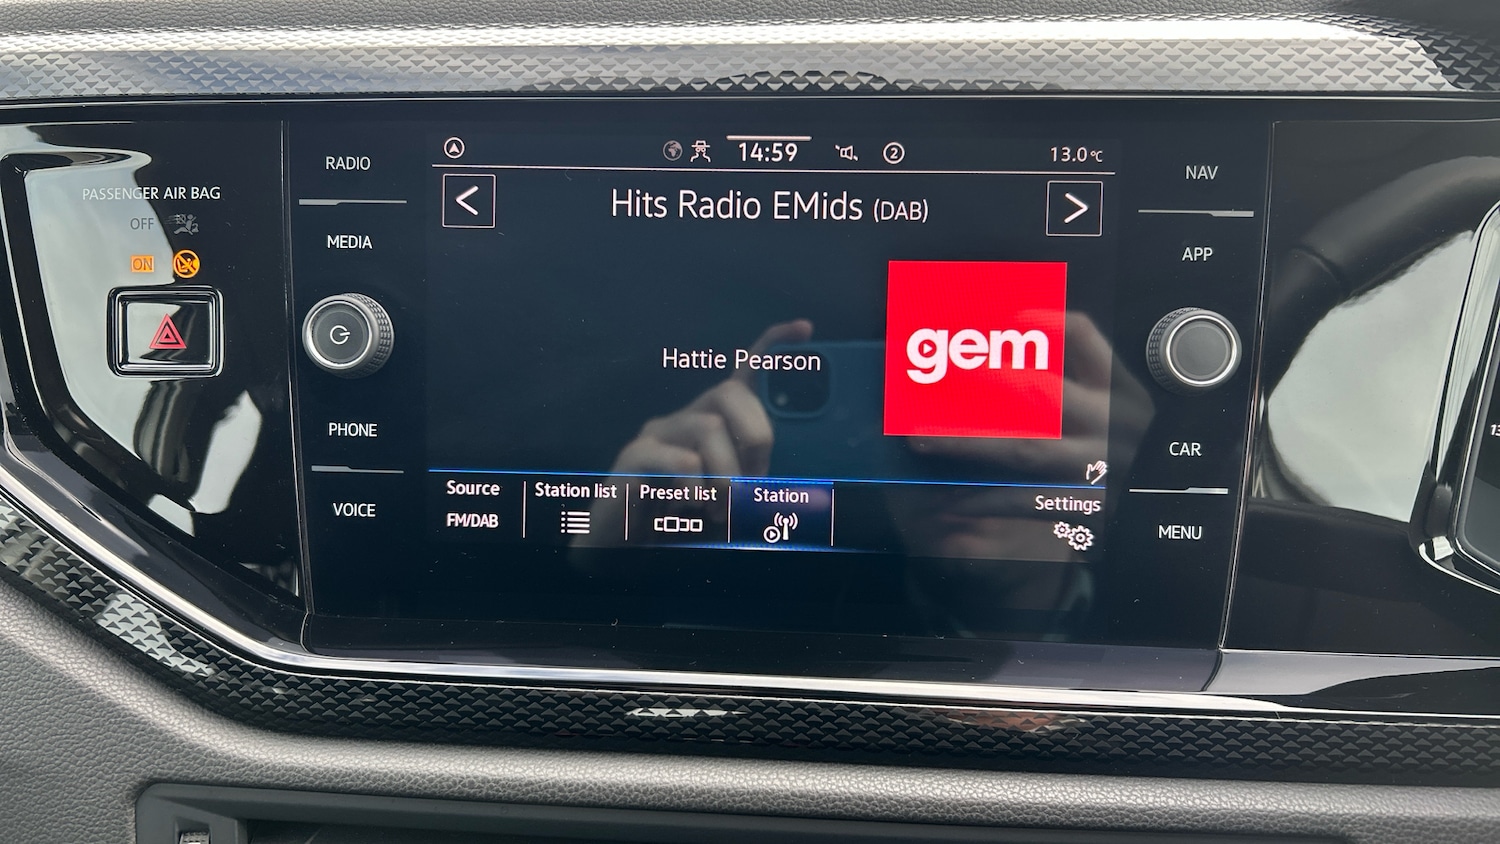 PASSENGER AIR BAG
OFF
ON
RADIO
MEDIA
PHONE
VOICE
14:59
2
13.0°C
<
Hits Radio EMids (DAB)
>
Hattie Pearson
gem
Source
FM/DAB
Station list
Preset list
Station
Settings
NAV
APP
CAR
MENU